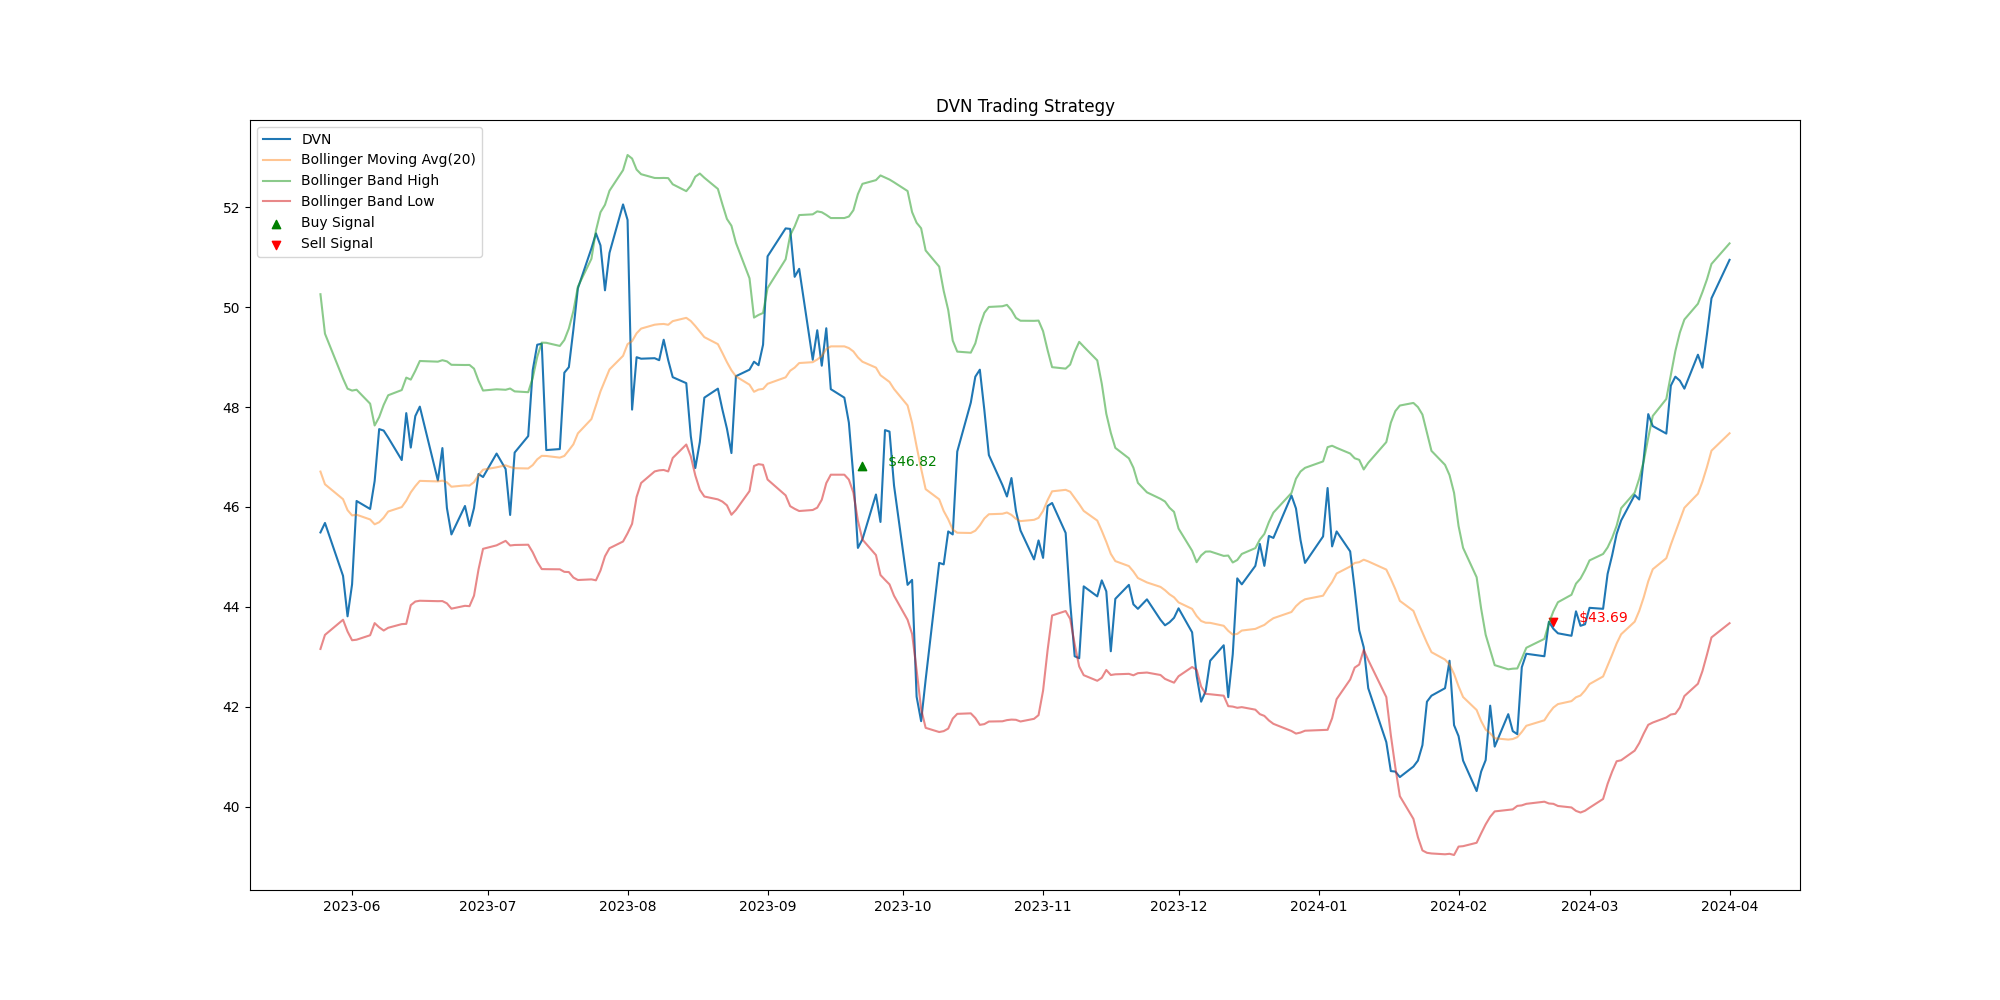 DVN Trading Strategy
DVN
Bollinger Moving Avg(20)
Bollinger Band High
Bollinger Band Low
Buy Signal
Sell Signal
52
50
48
46
44
42
40
$46.82
$43.69
2023-06
2023-07
2023-08
2023-09
2023-10
2023-11
2023-12
2024-01
2024-02
2024-03
2024-04